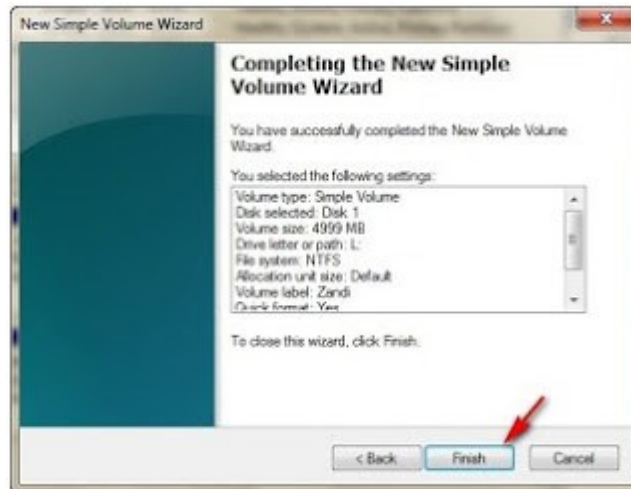 New Simple Volume Wizard
Completing the New Simple
Volume Wizard
You have successfully completed the New Simple Volume
Wizard.
You selected the following settings:
Volume type: Simple Volume
Disk selected: Disk 1
Volume size: 4999 MB
Drive letter or path: L:
File system: NTFS
Allocation unit size: Default
Volume label: Zandi
Quick format: Yes
To close this wizard, click Finish.
< Back
Finish
Cancel